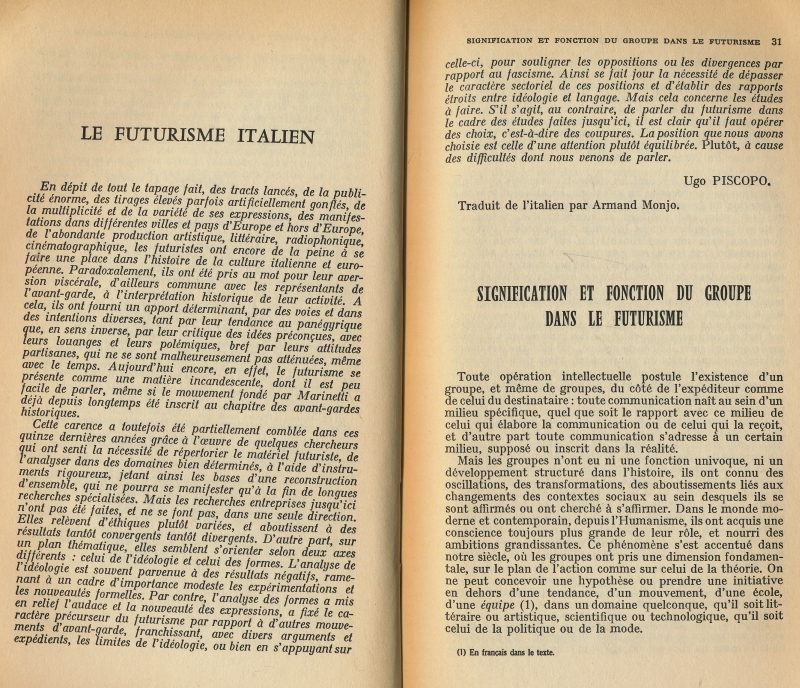 LE FUTURISME ITALIEN
En dépit de tout le tapage fait, des tracts lancés, de la publi-
cité énorme, des tirages élevés parfois artificiellement gonflés, de
la multiplicité et de la variété de ses expressions, des manifes-
tations dans différentes villes et pays d'Europe et hors d'Europe,
de l'abondante production artistique, littéraire, radiophonique,
cinématographique, les futuristes ont encore de la peine à se
faire une place dans l'histoire de la culture italienne et euro-
péenne. Paradoxalement, ils ont été pris au mot pour leur aver-
sion viscérale, d'ailleurs commune avec les représentants de
l'avant-garde, à l'interprétation historique de leur activité. A
cela, ils ont fourni un apport déterminant, par des voies et dans
des intentions diverses, tant par leur tendance au panégyrique
que, en sens inverse, par leur critique des idées préconçues, avec
leurs louanges et leurs polémiques, bref par leurs attitudes
partisanes, qui ne se sont malheureusement pas atténuées, même
avec le temps. Aujourd'hui encore, en effet, le futurisme se
présente comme une matière incandescente, dont il est peu
facile de parler, même si le mouvement fondé par Marinetti a
déjà depuis longtemps été inscrit au chapitre des avant-gardes
historiques.
Cette carence a toutefois été partiellement comblée dans ces
quinze dernières années grâce à l'œuvre de quelques chercheurs
qui ont senti la nécessité de répertorier le matériel futuriste, de
l'analyser dans des domaines bien déterminés, à l'aide d'instru-
ments rigoureux, jetant ainsi les bases d'une reconstruction
d'ensemble, qui ne pourra se manifester qu'à la fin de longues
recherches spécialisées. Mais les recherches entreprises jusqu'ici
n'ont pas été faites, et ne se font pas, dans une seule direction.
Elles relèvent d'éthiques plutôt variées, et aboutissent à des
résultats tantôt convergents tantôt divergents. D'autre part, sur
un plan thématique, elles semblent s'orienter selon deux axes
différents : celui de l'idéologie et celui des formes. L'analyse de
l'idéologie est souvent parvenue à des résultats négatifs, rame-
nant à un cadre d'importance modeste les expérimentations et
les nouveautés formelles. Par contre, l'analyse des formes a mis
en relief l'audace et la nouveauté des expressions, a fixé le ca-
ractère précurseur du futurisme par rapport à d'autres mouve-
ments d'avant-garde, franchissant, avec divers arguments et
expédients, les limites de l'idéologie, ou bien en s'appuyant sur
SIGNIFICATION ET FONCTION DU GROUPE DANS LE FUTURISME 31
celle-ci, pour souligner les oppositions ou les divergences par
rapport au fascisme. Ainsi se fait jour la nécessité de dépasser
le caractère sectoriel de ces positions et d'établir des rapports
étroits entre idéologie et langage. Mais cela concerne les études
à faire. S'il s'agit, au contraire, de parler du futurisme dans
le cadre des études faites jusqu'ici, il est clair qu'il faut opérer
des choix, c'est-à-dire des coupures. La position que nous avons
choisie est celle d'une attention plutôt équilibrée. Plutôt, à cause
des difficultés dont nous venons de parler.
Ugo PISCOPO.
Traduit de l'italien par Armand Monjo.
SIGNIFICATION ET FONCTION DU GROUPE
DANS LE FUTURISME
Toute opération intellectuelle postule l'existence d'un
groupe, et même de groupes, du côté de l'expéditeur comme
de celui du destinataire : toute communication naît au sein d'un
milieu spécifique, quel que soit le rapport avec ce milieu de
celui qui élabore la communication ou de celui qui la reçoit,
et d'autre part toute communication s'adresse à un certain
milieu, supposé ou inscrit dans la réalité.
Mais les groupes n'ont eu ni une fonction univoque, ni un
développement structuré dans l'histoire, ils ont connu des
oscillations, des transformations, des aboutissements liés aux
changements des contextes sociaux au sein desquels ils se
sont affirmés ou ont cherché à s'affirmer. Dans le monde mo-
derne et contemporain, depuis l'Humanisme, ils ont acquis une
conscience toujours plus grande de leur rôle, et nourri des
ambitions grandissantes. Ce phénomène s'est accentué dans
notre siècle, où les groupes ont pris une dimension fondamen-
tale, sur le plan de l'action comme sur celui de la théorie. On
ne peut concevoir une hypothèse ou prendre une initiative
en dehors d'une tendance, d'un mouvement, d'une école,
d'une équipe (1), dans un domaine quelconque, qu'il soit lit-
téraire ou artistique, scientifique ou technologique, qu'il soit
celui de la politique ou de la mode.
(1) En français dans le texte.